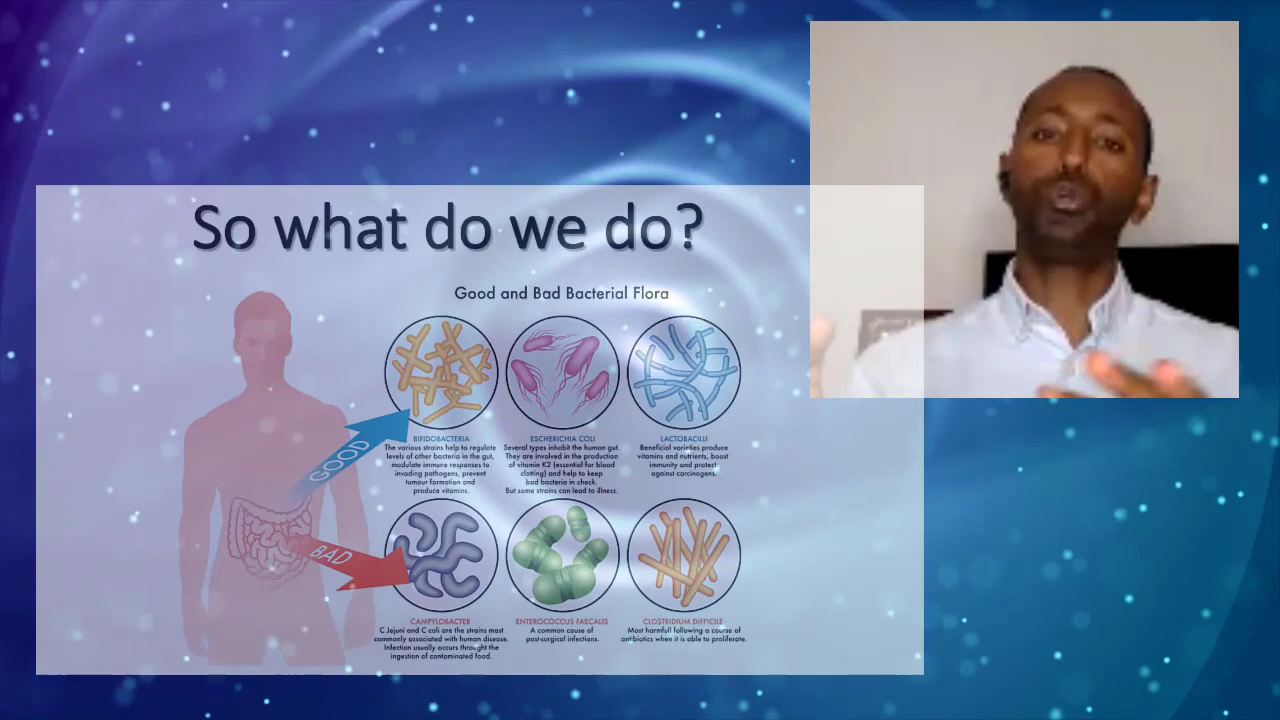 So what do we do?
Good and Bad Bacterial Flora
GOOD
BIFIDOBACTERIA
The various strains help to regulate
levels of other bacteria in the gut,
modulate immune responses to
invading pathogens, prevent
tumour formation and
produce vitamins.
ESCHERICHIA COLI
Several types inhabit the human gut.
They are involved in the production
of vitamin K2 (essential for blood
clotting) and help to keep
bad bacteria in check.
But some strains can lead to illness.
LACTOBACILLI
Beneficial varieties produce
vitamins and nutrients, boost
immunity and protect
against carcinogens.
BAD
CAMPYLOBACTER
C Jejuni and C coli are the strains most
commonly associated with human disease.
Infection usually occurs throught the
ingestion of contaminated food.
ENTEROCOCCUS FAECALIS
A common cause of
post-surgical infections.
CLOSTRIDIUM DIFFICILE
Most harmfull following a course of
antibiotics when it is able to proliferate.